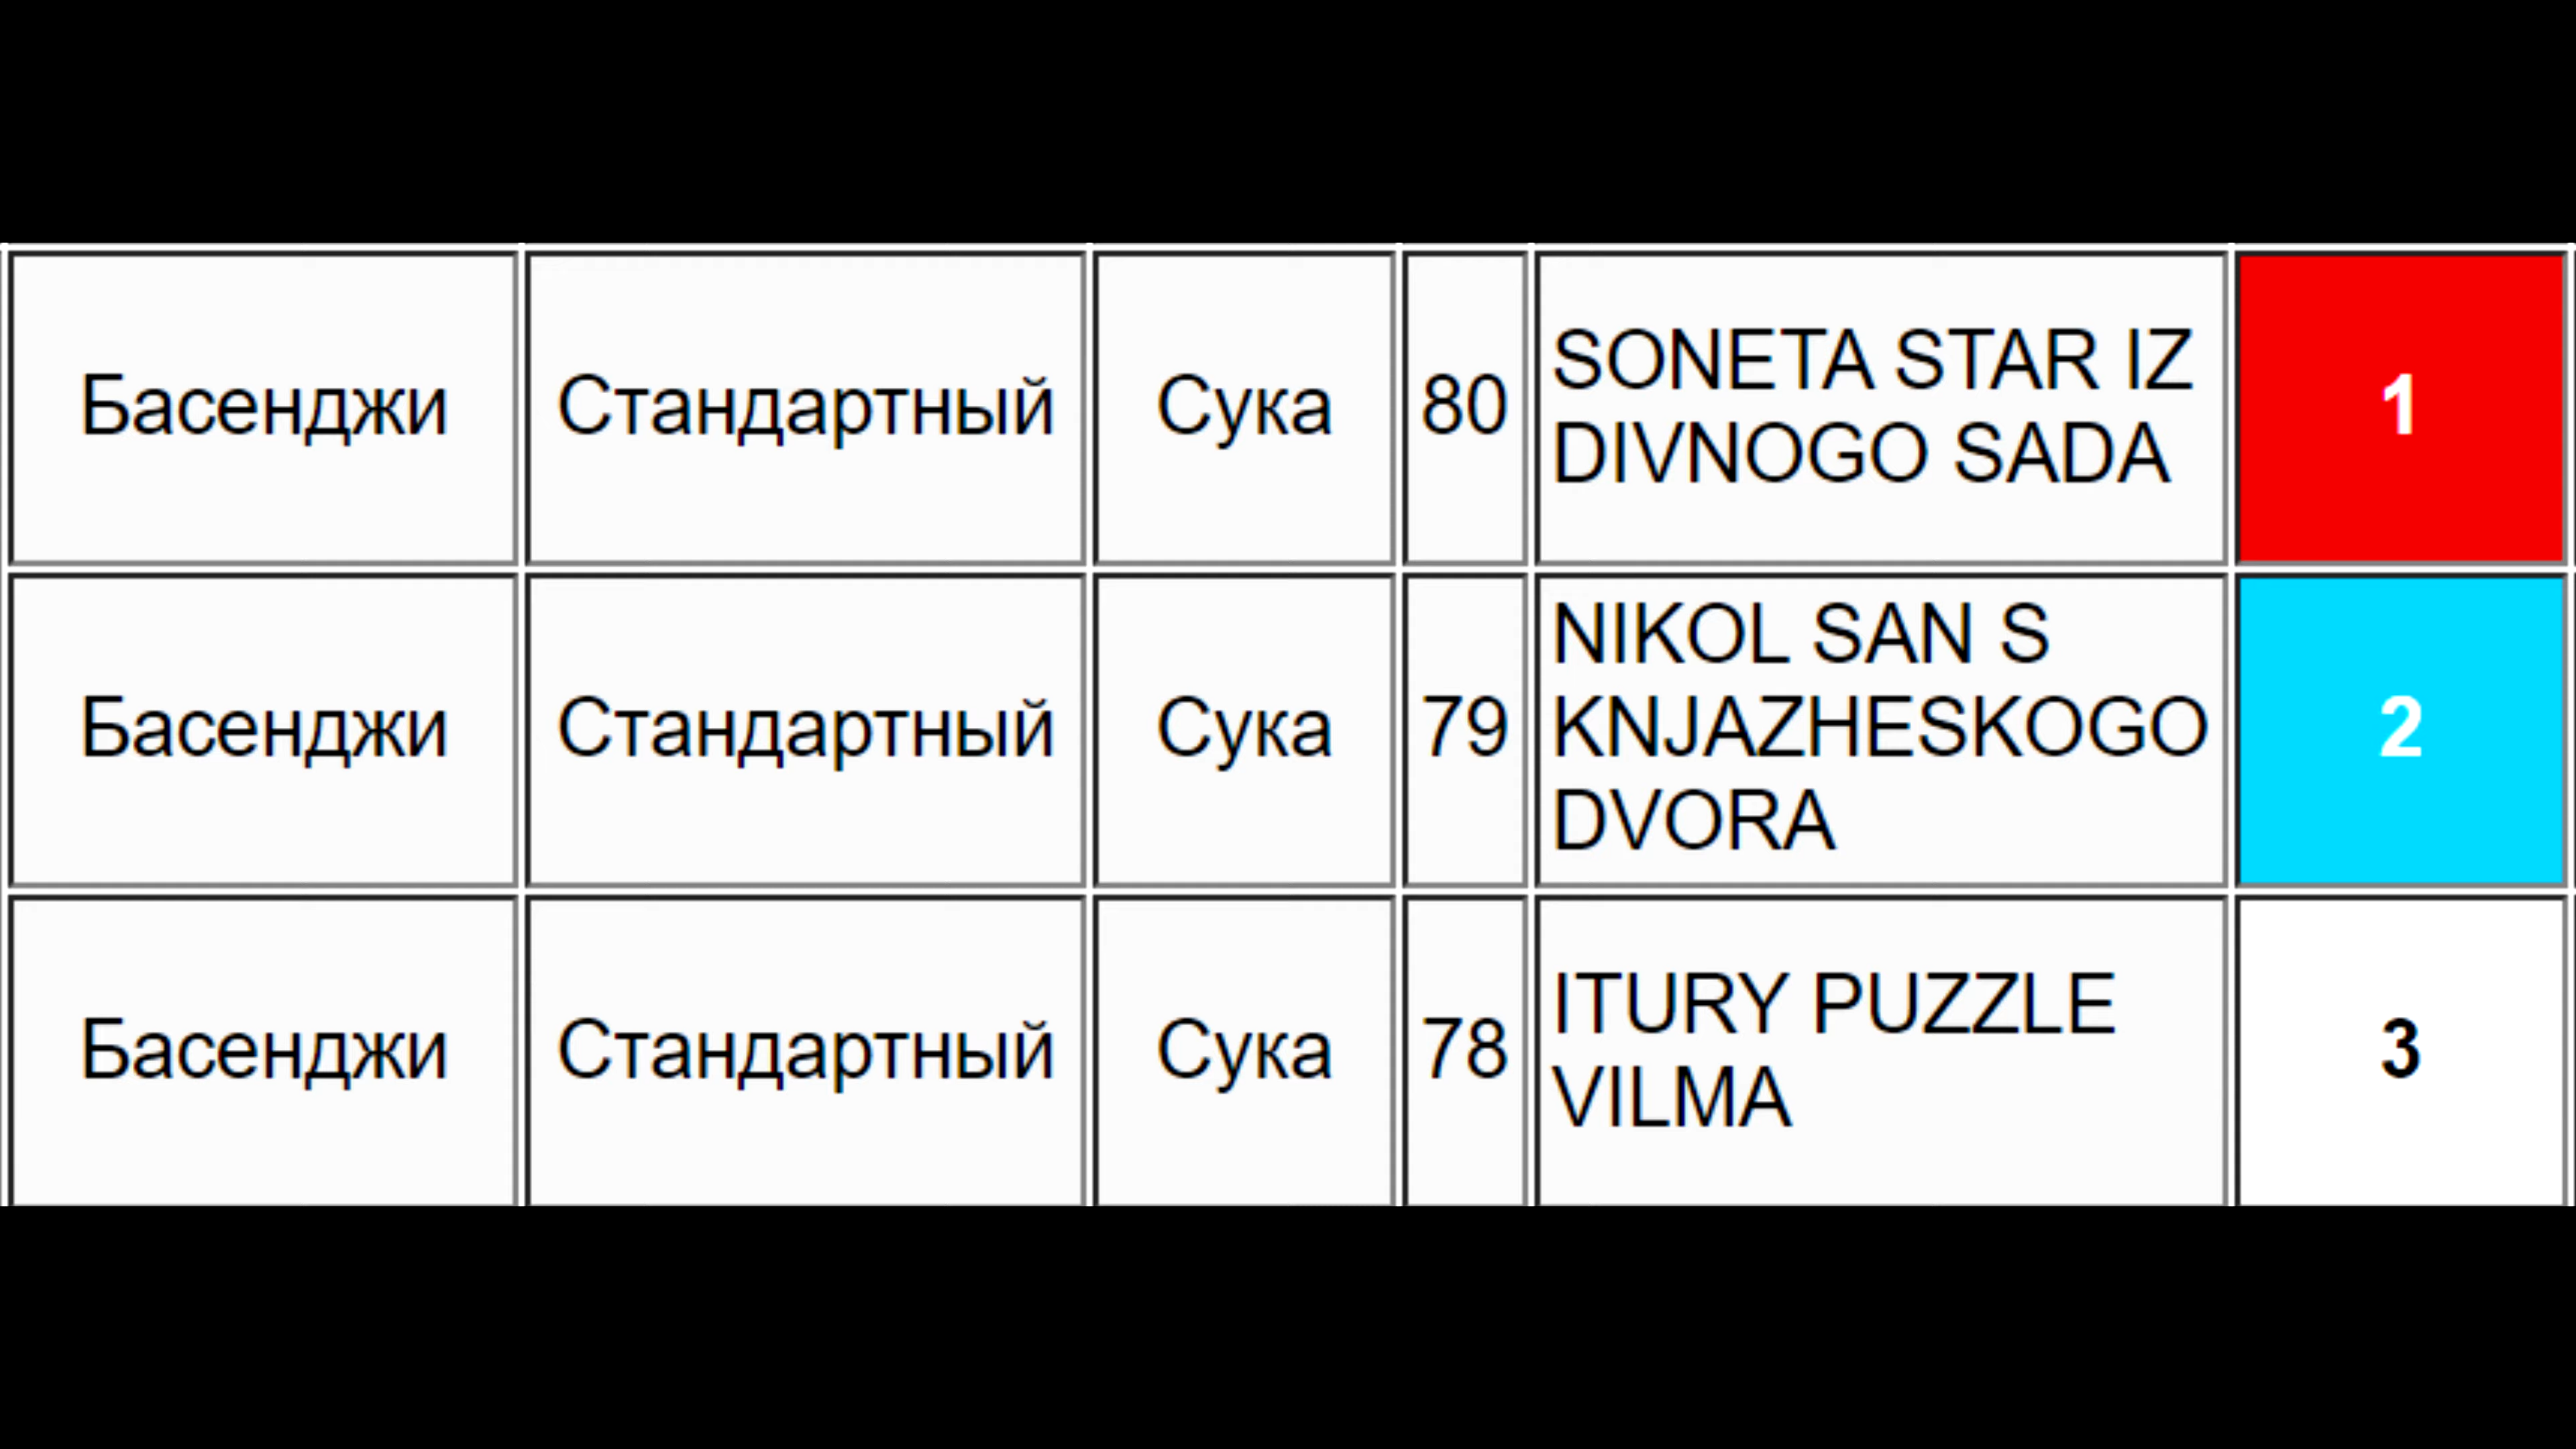 Басенджи Стандартный Сука 80 SONETA STAR IZ
DIVNOGO SADA 1
Басенджи Стандартный Сука 79 NIKOL SAN S
KNJAZHESKOGO
DVORA 2
Басенджи Стандартный Сука 78 ITURY PUZZLE
VILMA 3